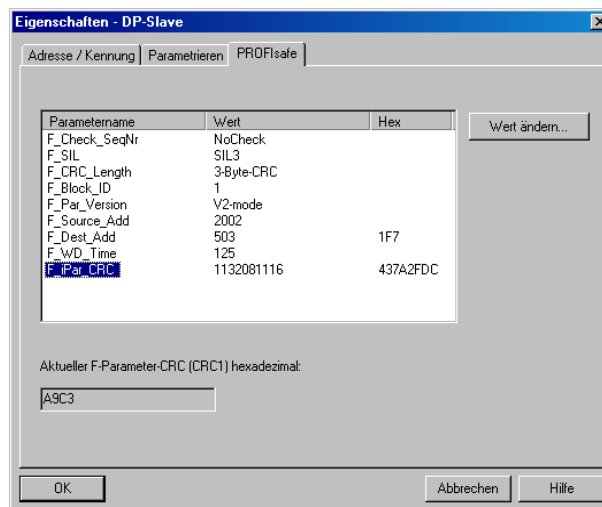 Eigenschaften - DP-Slave
Adresse / Kennung Parametrieren PROFIsafe
Parametername Wert Hex
F_Check_SeqNr NoCheck
F_SIL SIL3
F_CRC_Length 3-Byte-CRC
F_Block_ID 1
F_Par_Version V2-mode
F_Source_Add 2002
F_Dest_Add 503 1F7
F_WD_Time 125
F_iPar_CRC 1132081116 437A2FDC
Wert ändern...
Aktueller F-Parameter-CRC (CRC1) hexadezimal:
A9C3
OK Abbrechen Hilfe